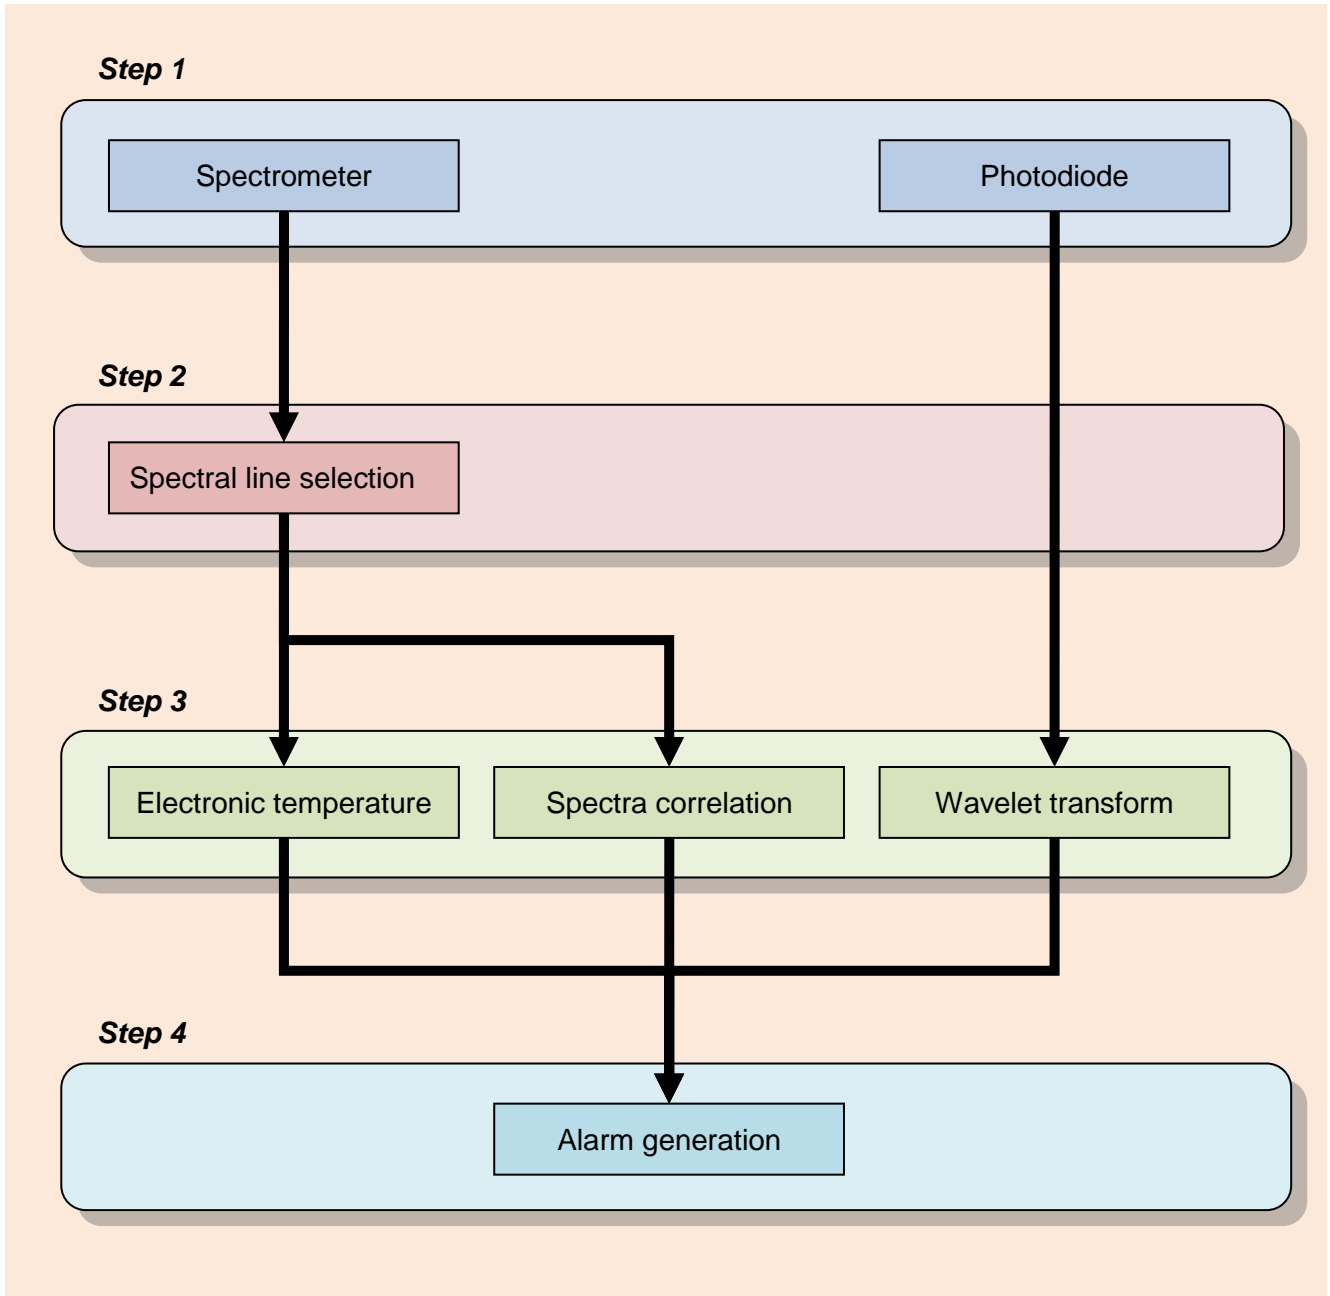 Step 1
Spectrometer
Photodiode
Step 2
Spectral line selection
Step 3
Electronic temperature
Spectra correlation
Wavelet transform
Step 4
Alarm generation